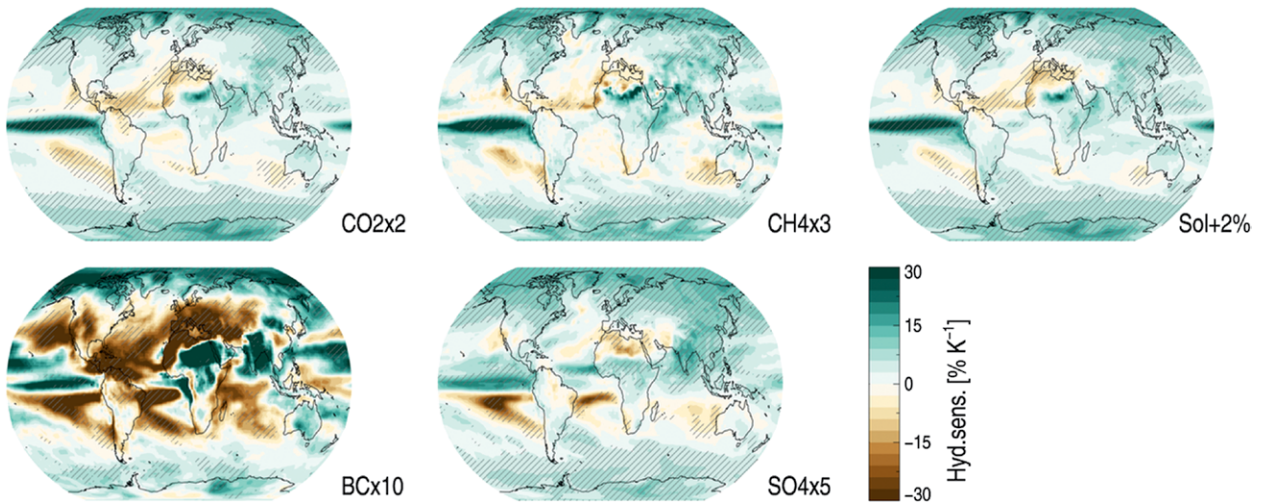 CO2x2
CH4x3
Sol+2%
BCx10
SO4x5
30
15
0
−15
−30
Hyd.sens. [% K⁻¹]